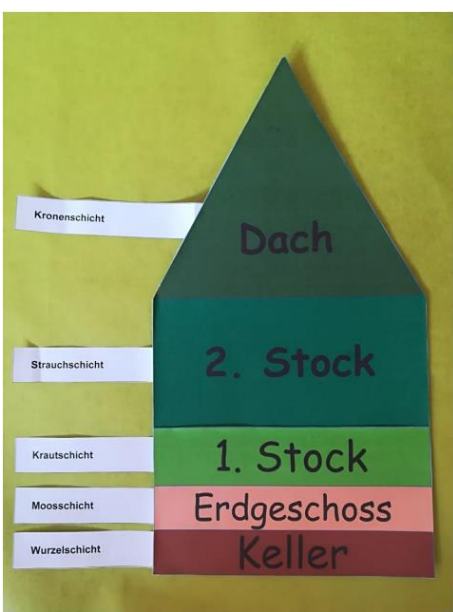 Kronenschicht
Dach
Strauchschicht
2. Stock
Krautschicht
1. Stock
Moosschicht
Erdgeschoss
Wurzelschicht
Keller